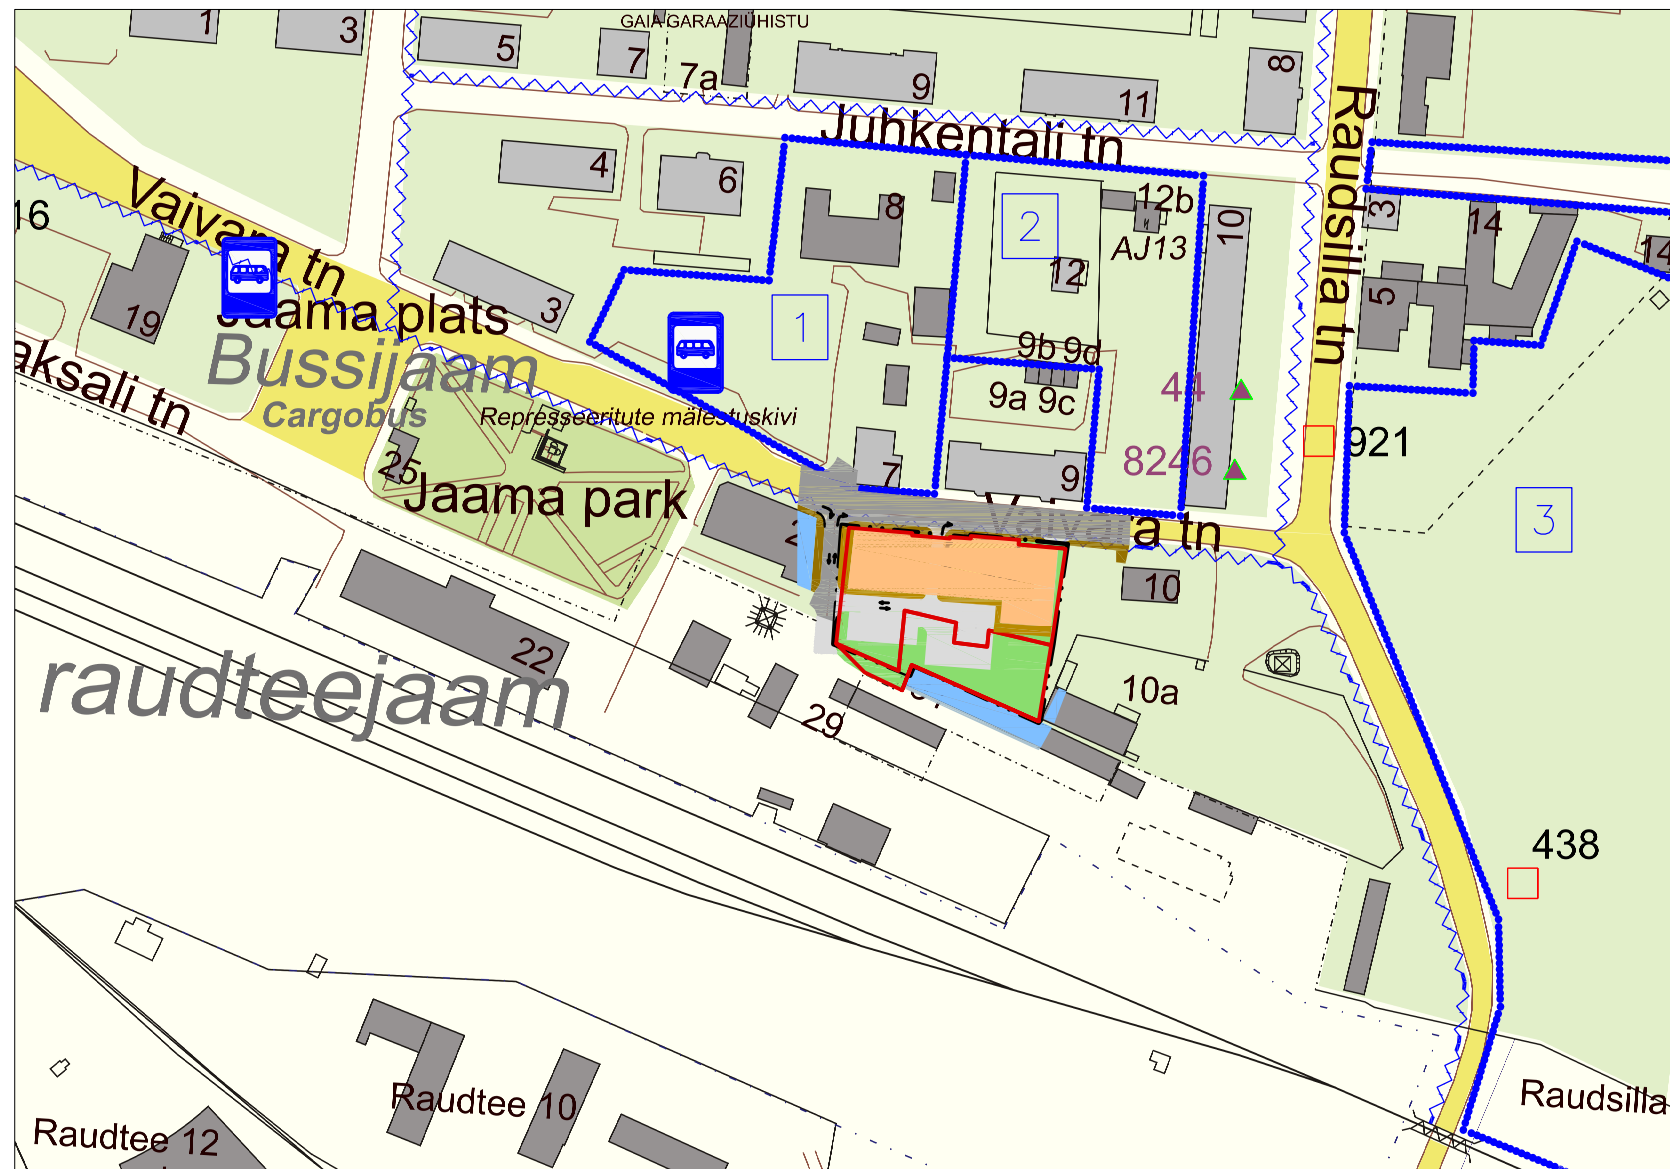 GAIA GARAAZIÜHISTU
1
3
5
7
7a
9
11
8
Juhkentali tn
Raudsilla tn
4
6
8
2
12b
10
3
14
14
AJ13
12
16
Vaivara tn
Jaama plats
19
3
1
5
Bussijaam
Cargobus
Represseeritute mälestuskivi
aksali tn
9b 9d
9a 9c
44
8246
921
25
Jaama park
7
9
Vaivara tn
3
2
10
22
raudteejaam
29
10a
438
Raudtee 10
Raudtee 12
Raudsilla